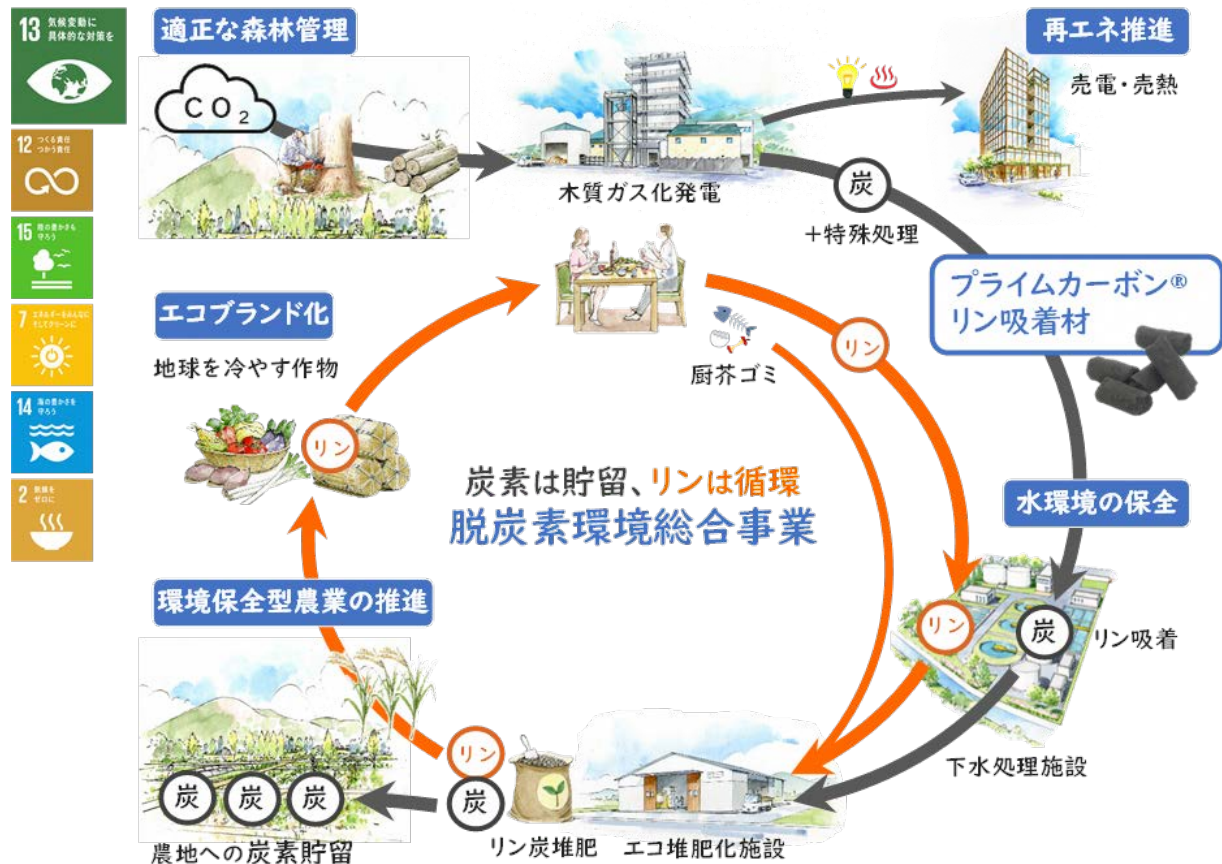 13 気候変動に
具体的な対策を
適正な森林管理
CO2
再エネ推進
売電・売熱
12 つくる責任
つかう責任
木質ガス化発電
炭
+特殊処理
15 陸の豊かさも
守ろう
プライムカーボン®
リン吸着材
エコブランド化
地球を冷やす作物
リン
厨芥ゴミ
リン
7 エネルギーをみんなに
そしてクリーンに
14 海の豊かさを
守ろう
炭素は貯留、リンは循環
脱炭素環境総合事業
水環境の保全
2 飢餓を
ゼロに
環境保全型農業の推進
リン
炭
リン吸着
下水処理施設
リン
炭 炭 炭
炭
農地への炭素貯留
リン炭堆肥
エコ堆肥化施設